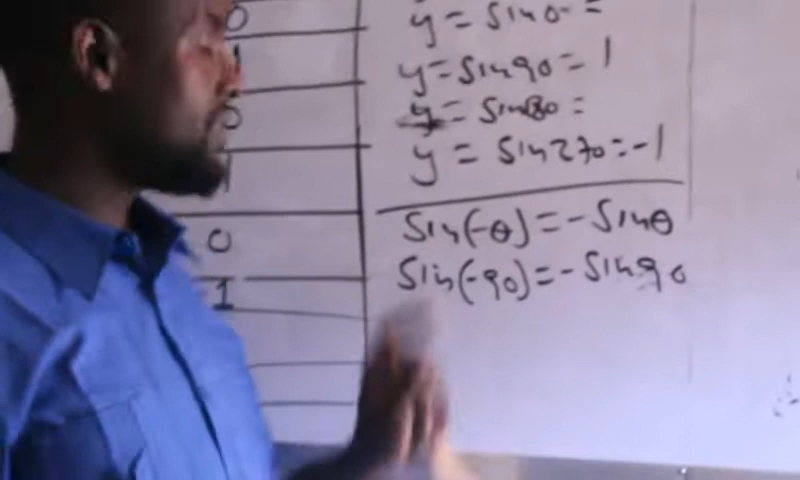 0
1
0
1
0
1
y = sin0 =
y = sin90 = 1
y = sin180 =
y = sin270 = -1
sin(-θ) = -sinθ
sin(-90) = -sin90